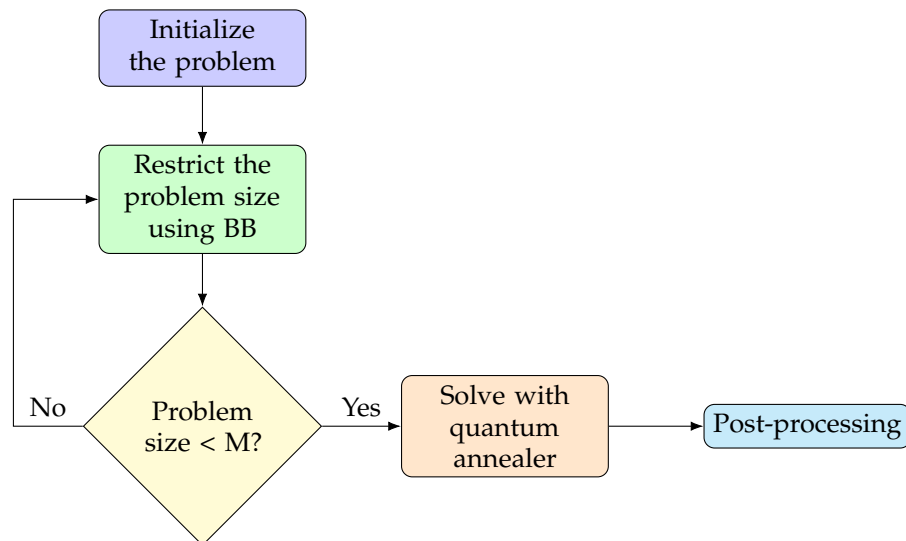 Initialize
the problem
Restrict the
problem size
using BB
No
Problem
size < M?
Yes
Solve with
quantum
annealer
Post-processing